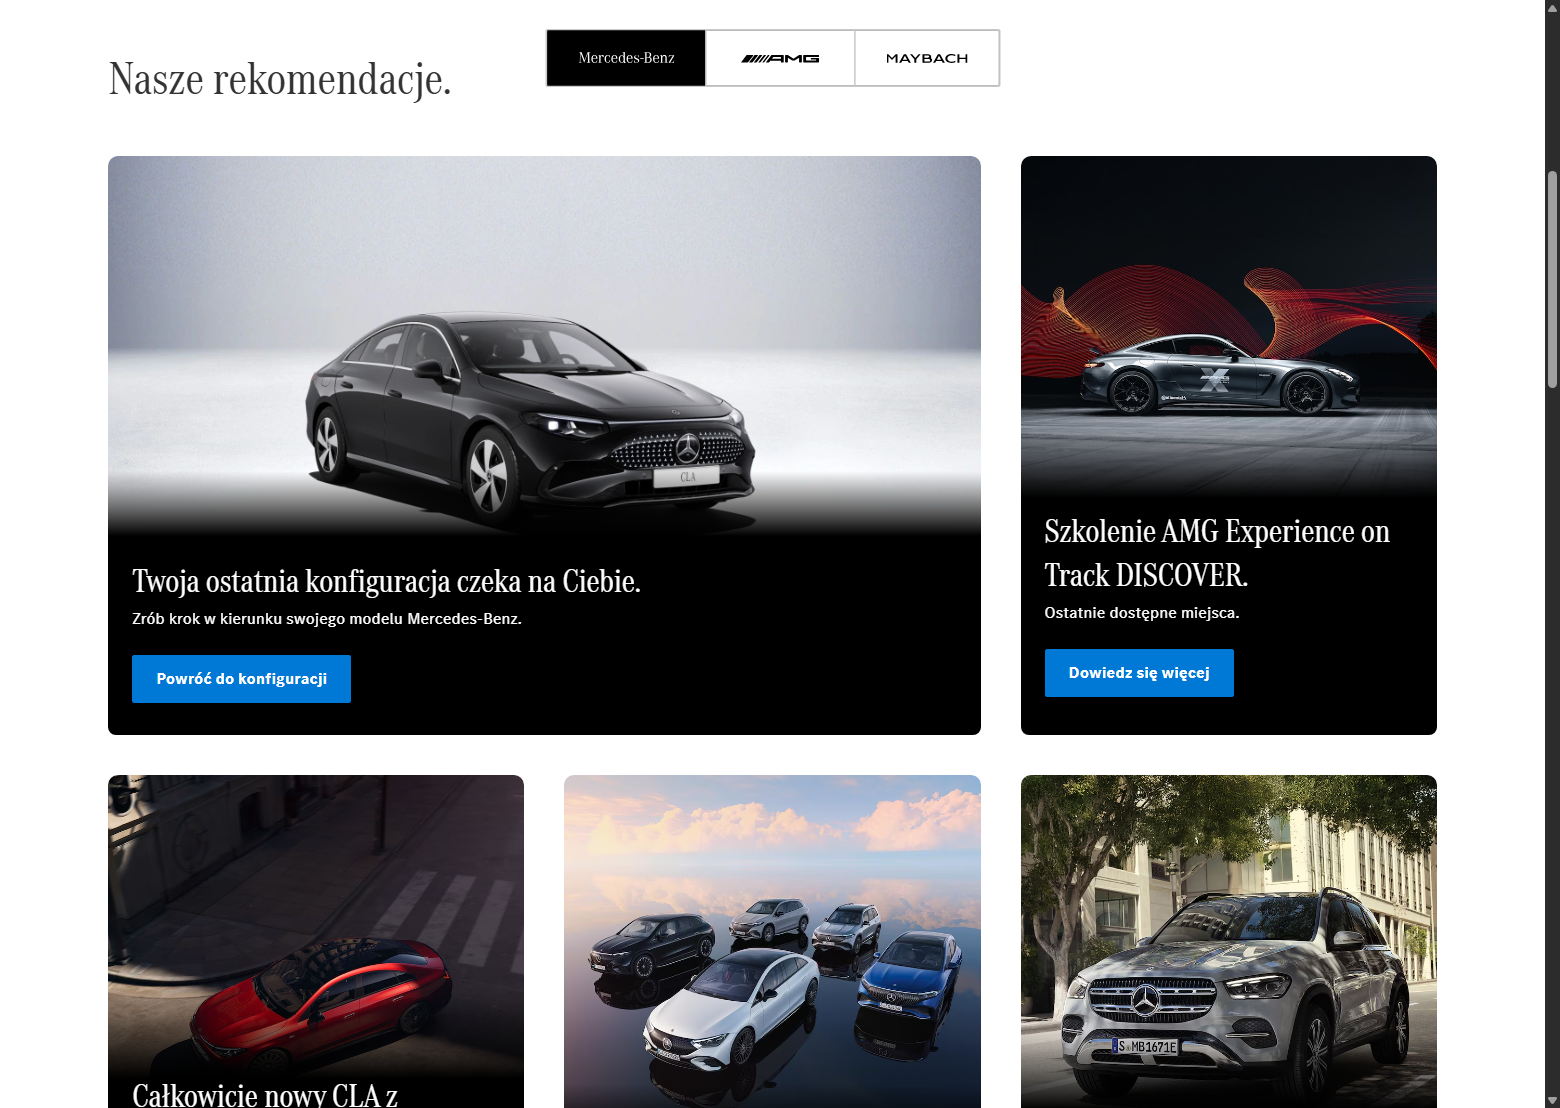 Nasze rekomendacje.
Mercedes-Benz
AMG
MAYBACH
CLA
Twoja ostatnia konfiguracja czeka na Ciebie.
Zrób krok w kierunku swojego modelu Mercedes-Benz.
Powróć do konfiguracji
AMG
Szkolenie AMG Experience on
Track DISCOVER.
Ostatnie dostępne miejsca.
Dowiedz się więcej
Całkowicie nowy CLA z
S MB1671E